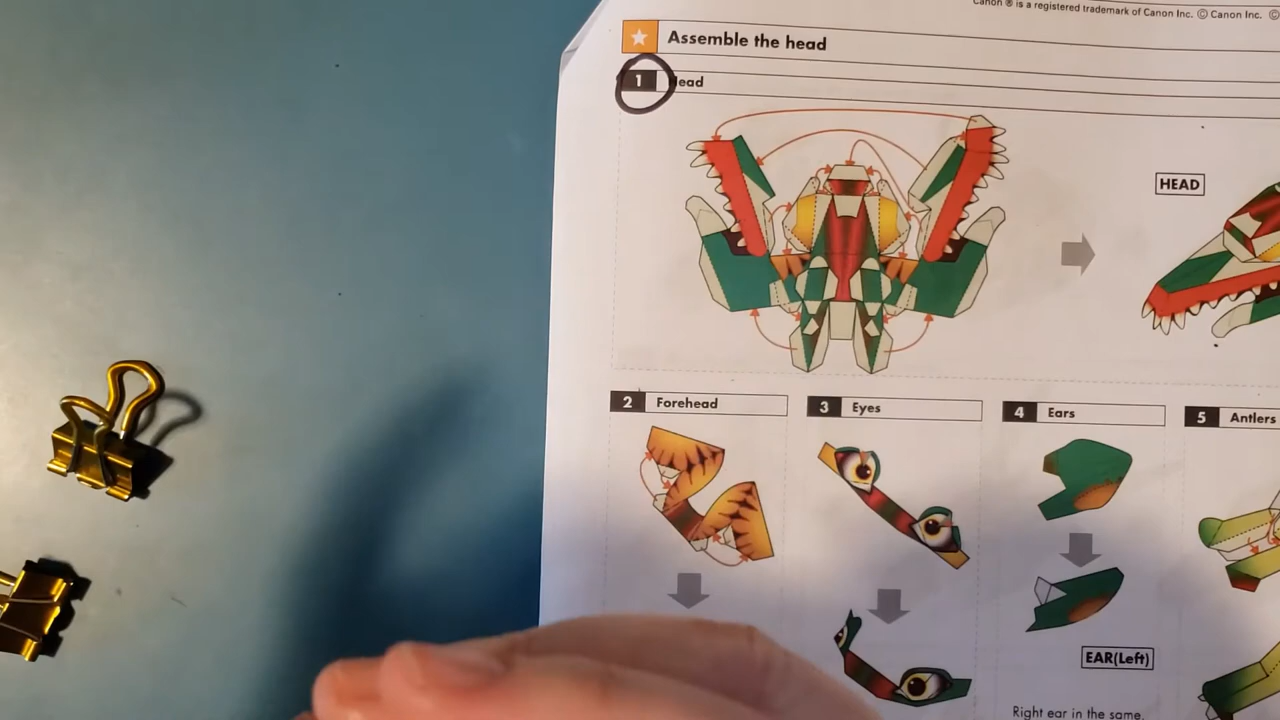 Canon ® is a registered trademark of Canon Inc. © Canon Inc. ©
Assemble the head
1 Head
HEAD
2 Forehead
3 Eyes
4 Ears
5 Antlers
EAR(Left)
Right ear in the same.